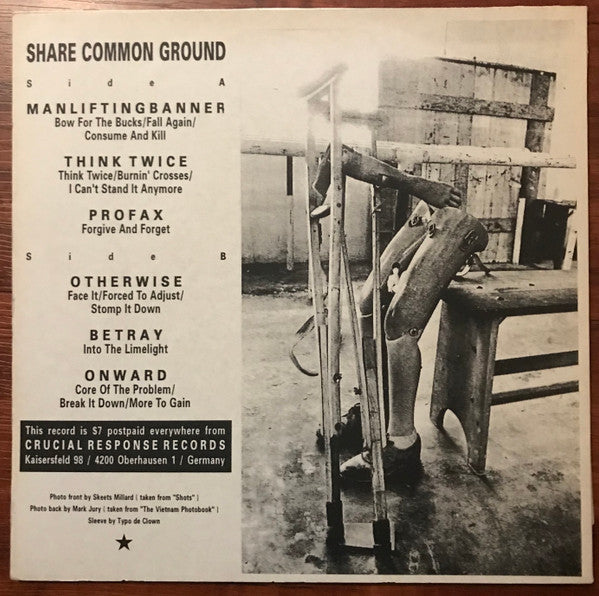 SHARE COMMON GROUND
Side A
MANLIFTINGBANNER
Bow For The Bucks/Fall Again/
Consume And Kill
THINK TWICE
Think Twice/Burnin' Crosses/
I Can't Stand It Anymore
PROFAX
Forgive And Forget
Side B
OTHERWISE
Face It/Forced To Adjust/
Stomp It Down
BETRAY
Into The Limelight
ONWARD
Core Of The Problem/
Break It Down/More To Gain
This record is $7 postpaid everywhere from
CRUCIAL RESPONSE RECORDS
Kaisersfeld 98 / 4200 Oberhausen 1 / Germany
Photo front by Skeets Millard ( taken from "Shots" )
Photo back by Mark Jury ( taken from "The Vietnam Photobook" )
Sleeve by Typo de Clown